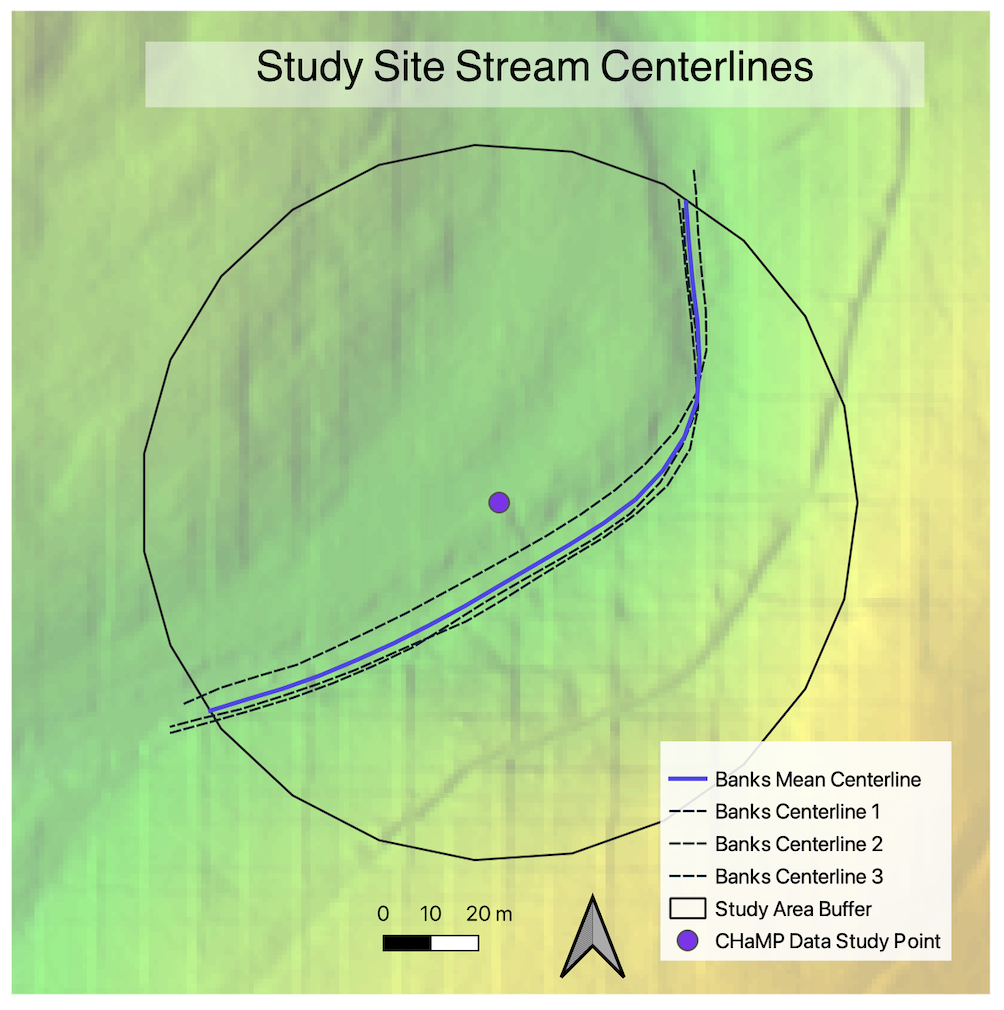 Study Site Stream Centerlines
Banks Mean Centerline
Banks Centerline 1
Banks Centerline 2
Banks Centerline 3
Study Area Buffer
CHaMP Data Study Point
0 10 20 m